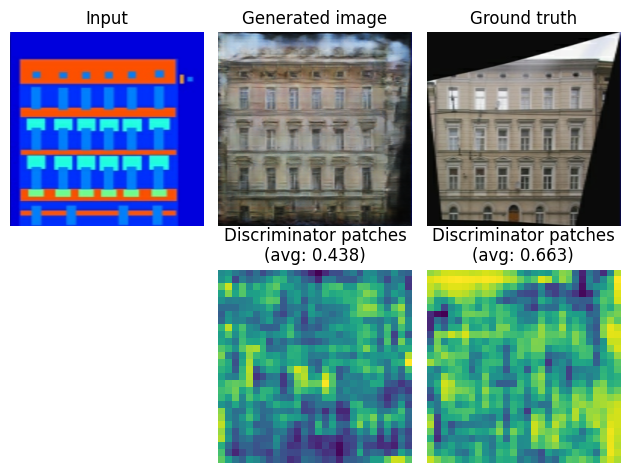 Input
Generated image
Ground truth
Discriminator patches
(avg: 0.438)
Discriminator patches
(avg: 0.663)